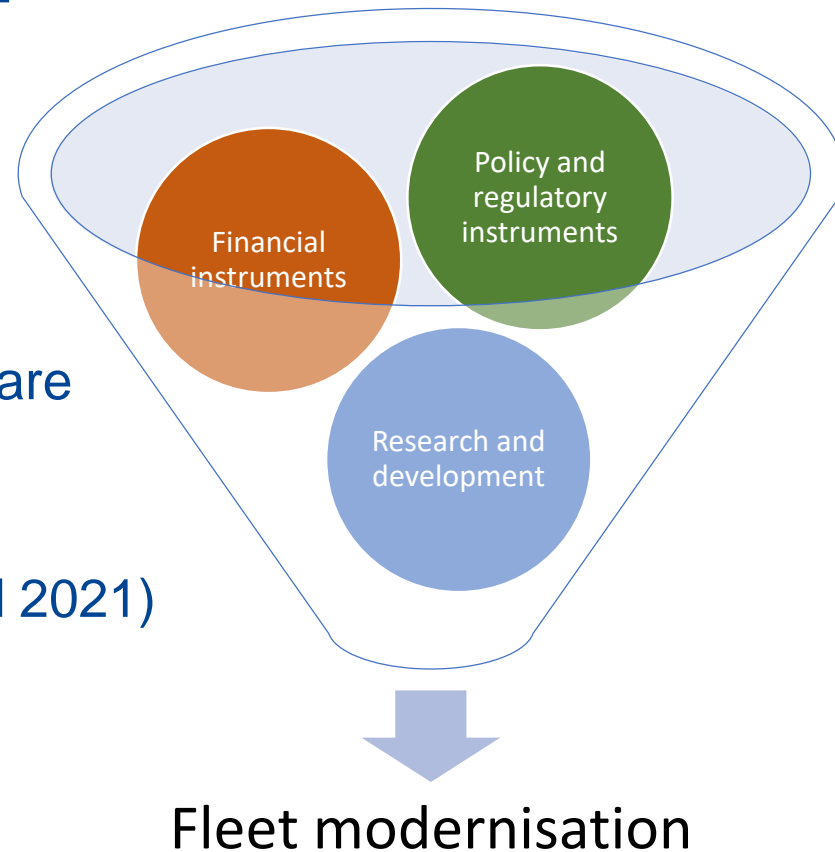 Policy and
regulatory
instruments
Financial
instruments
are
Research and
development
2021)
Fleet modernisation